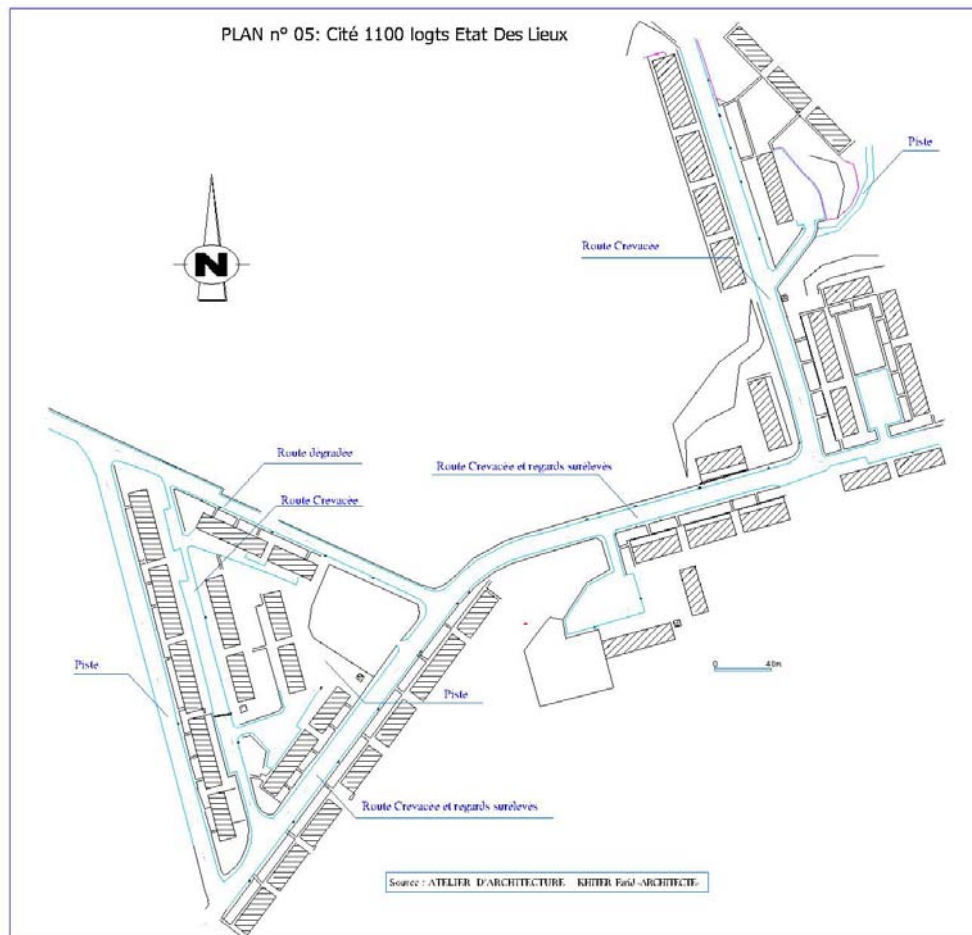 PLAN n° 05: Cité 1100 logts Etat Des Lieux
Piste
Route Crevacée
N
Route dégradée
Route Crevacée et regards surélevés
Route Crevacée
Piste
Piste
0 40m
Route Crevacée et regards surélevés
Source : ATELIER D'ARCHITECTURE KHITER Farid -ARCHITECTE-